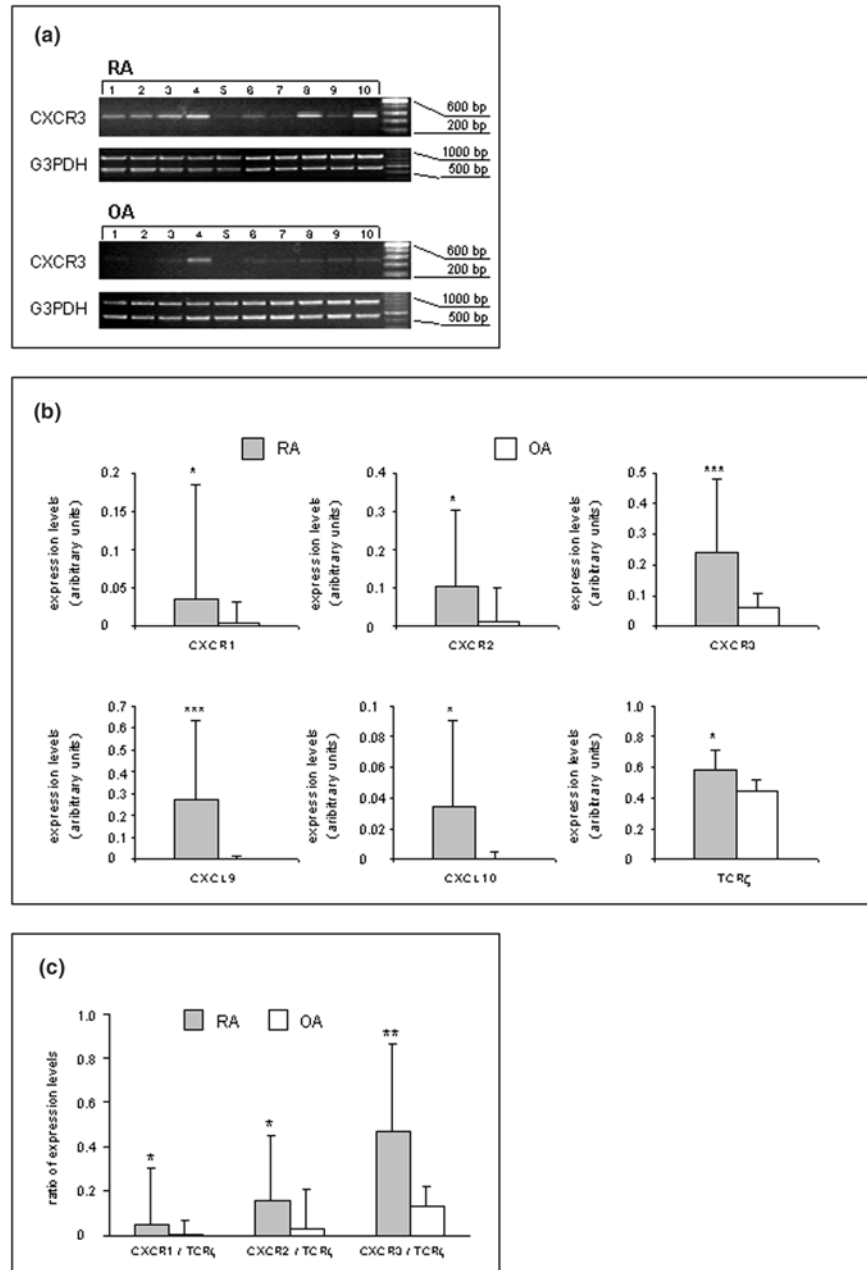 (a)
RA
1 2 3 4 5 6 7 8 9 10
CXCR3
600 bp
200 bp
G3PDH
1000 bp
500 bp
OA
1 2 3 4 5 6 7 8 9 10
CXCR3
600 bp
200 bp
G3PDH
1000 bp
500 bp
(b)
RA OA
expression levels
(aribitrary units)
0.2
0.15
0.1
0.05
0
*
CXCR1
expression levels
(aribitrary units)
0.4
0.3
0.2
0.1
0
*
CXCR2
expression levels
(aribitrary units)
0.5
0.4
0.3
0.2
0.1
0
***
CXCR3
expression levels
(aribitrary units)
0.7
0.6
0.5
0.4
0.3
0.2
0.1
0
***
CXCL9
expression levels
(aribitrary units)
0.1
0.08
0.06
0.04
0.02
0
*
CXCL10
expression levels
(aribitrary units)
1.0
0.8
0.6
0.4
0.2
0
*
TCRζ
(c)
RA OA
ratio of expression levels
1.0
0.8
0.6
0.4
0.2
0
*
*
**
CXCR1 / TCRζ CXCR2 / TCRζ CXCR3 / TCRζ